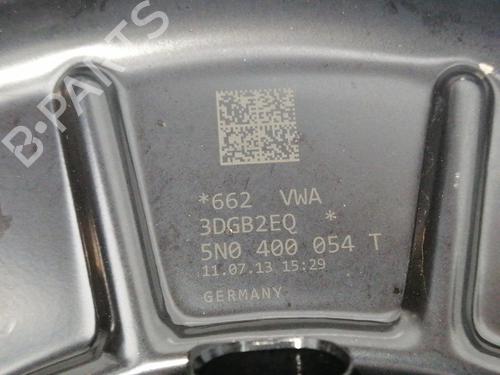 B-PARTS
*662 VWA
3DGB2EQ *
5N0 400 054 T
11.07.13 15:29
GERMANY